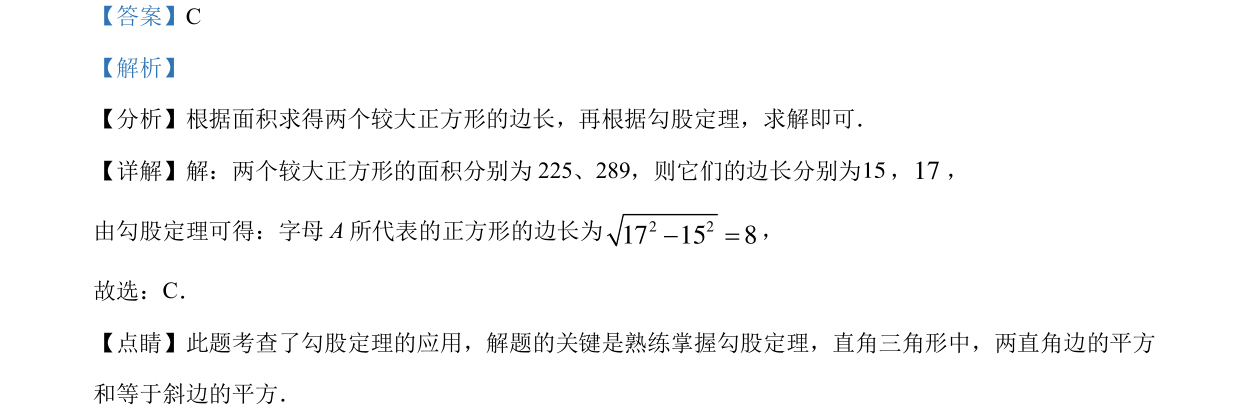 【答案】C
【解析】
【分析】根据面积求得两个较大正方形的边长，再根据勾股定理，求解即可．
【详解】解：两个较大正方形的面积分别为 225、289，则它们的边长分别为15，17，
由勾股定理可得：字母 A 所代表的正方形的边长为√(17²−15²)=8，
故选：C．
【点睛】此题考查了勾股定理的应用，解题的关键是熟练掌握勾股定理，直角三角形中，两直角边的平方
和等于斜边的平方．